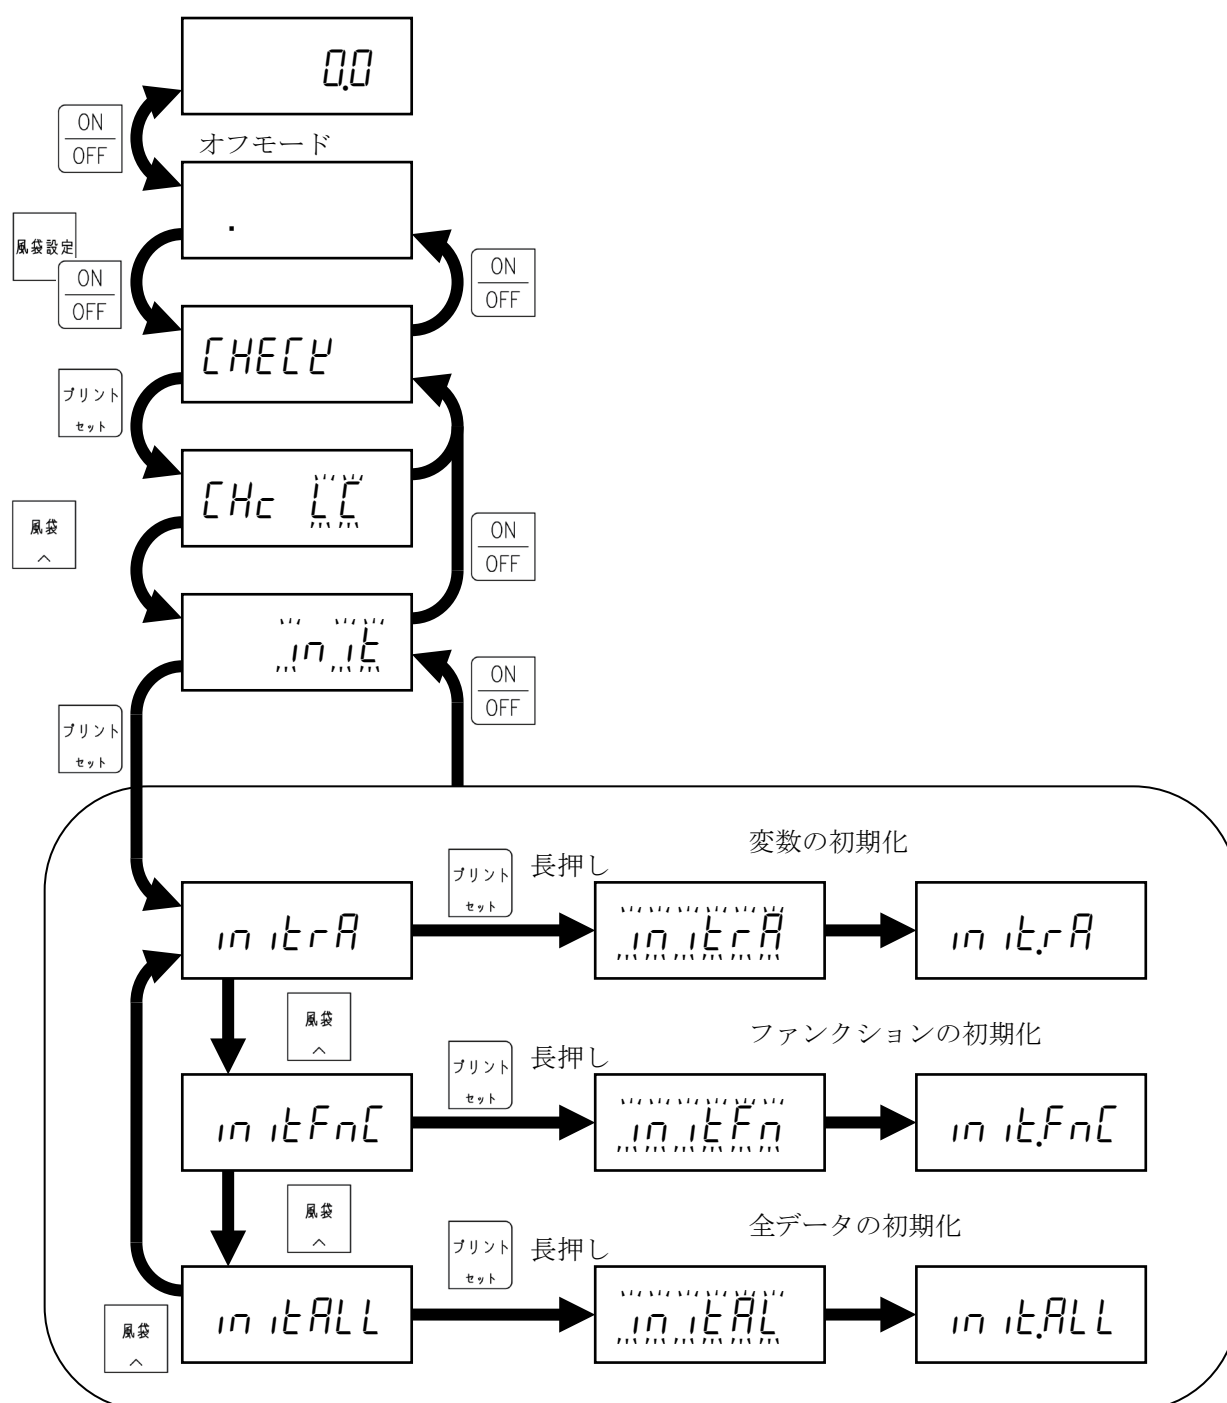 0.0
ON
OFF
オフモード
.
風袋設定
ON
OFF
ON
OFF
CHECK
プリント
セット
CHc LC
風袋
ON
OFF
init
ON
OFF
プリント
セット
変数の初期化
プリント
セット
長押し
initrA
initrA
init.rA
風袋
ファンクションの初期化
プリント
セット
長押し
initFnC
initFn
init.FnC
風袋
全データの初期化
プリント
セット
長押し
initALL
initAL
init.ALL
風袋